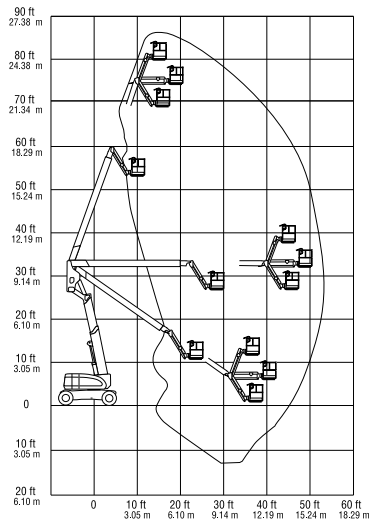 90 ft
27.38 m
80 ft
24.38 m
70 ft
21.34 m
60 ft
18.29 m
50 ft
15.24 m
40 ft
12.19 m
30 ft
9.14 m
20 ft
6.10 m
10 ft
3.05 m
0
10 ft
3.05 m
20 ft
6.10 m
0 10 ft 20 ft 30 ft 40 ft 50 ft 60 ft
3.05 m 6.10 m 9.14 m 12.19 m 15.24 m 18.29 m